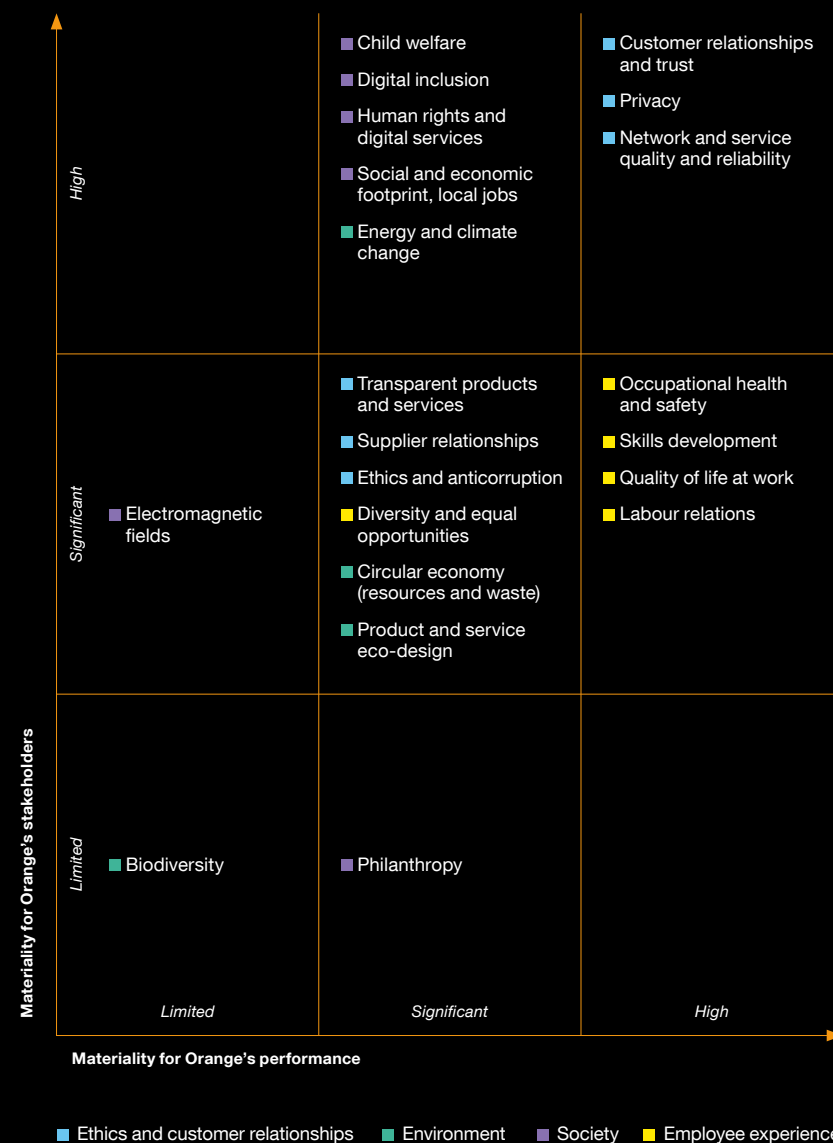 High
Child welfare
Digital inclusion
Human rights and
digital services
Social and economic
footprint, local jobs
Energy and climate
change
Customer relationships
and trust
Privacy
Network and service
quality and reliability
Significant
Electromagnetic
fields
Transparent products
and services
Supplier relationships
Ethics and anticorruption
Diversity and equal
opportunities
Circular economy
(resources and waste)
Product and service
eco-design
Occupational health
and safety
Skills development
Quality of life at work
Labour relations
Materiality for Orange's stakeholders
Limited
Biodiversity
Philanthropy
Limited
Significant
High
Materiality for Orange's performance
Ethics and customer relationships
Environment
Society
Employee experienc